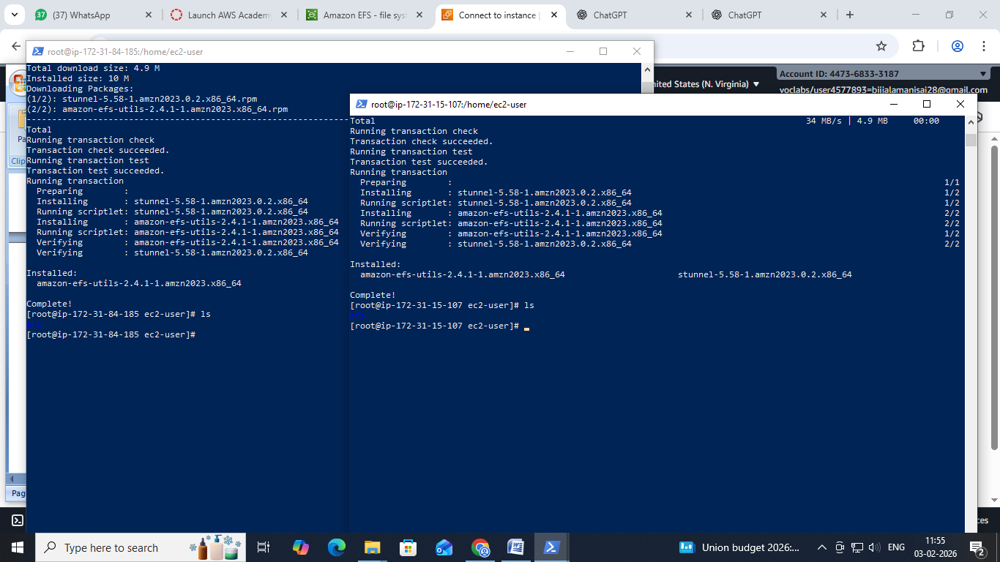 (37) WhatsApp
Launch AWS Academy
Amazon EFS - file sys
Connect to instance |
ChatGPT
ChatGPT
root@ip-172-31-84-185:/home/ec2-user
Total download size: 4.9 M
Installed size: 10 M
Downloading Packages:
(1/2): stunnel-5.58-1.amzn2023.0.2.x86_64.rpm
(2/2): amazon-efs-utils-2.4.1-1.amzn2023.x86_64.rpm
--------------------------------------------------------------------------------
Total
Running transaction check
Transaction check succeeded.
Running transaction test
Transaction test succeeded.
Running transaction
Preparing :
Installing : stunnel-5.58-1.amzn2023.0.2.x86_64
Running scriptlet: stunnel-5.58-1.amzn2023.0.2.x86_64
Installing : amazon-efs-utils-2.4.1-1.amzn2023.x86_64
Running scriptlet: amazon-efs-utils-2.4.1-1.amzn2023.x86_64
Verifying : amazon-efs-utils-2.4.1-1.amzn2023.x86_64
Verifying : stunnel-5.58-1.amzn2023.0.2.x86_64
Installed:
amazon-efs-utils-2.4.1-1.amzn2023.x86_64
Complete!
[root@ip-172-31-84-185 ec2-user]# ls
[root@ip-172-31-84-185 ec2-user]#
nited States (N. Virginia)
Account ID: 4473-6833-3187
voclabs/user4577893=bijjalamanisai28@gmail.com
root@ip-172-31-15-107:/home/ec2-user
Total 34 MB/s | 4.9 MB 00:00
Running transaction check
Transaction check succeeded.
Running transaction test
Transaction test succeeded.
Running transaction
Preparing : 1/1
Installing : stunnel-5.58-1.amzn2023.0.2.x86_64 1/2
Running scriptlet: stunnel-5.58-1.amzn2023.0.2.x86_64 1/2
Installing : amazon-efs-utils-2.4.1-1.amzn2023.x86_64 2/2
Running scriptlet: amazon-efs-utils-2.4.1-1.amzn2023.x86_64 2/2
Verifying : amazon-efs-utils-2.4.1-1.amzn2023.x86_64 1/2
Verifying : stunnel-5.58-1.amzn2023.0.2.x86_64 2/2
Installed:
amazon-efs-utils-2.4.1-1.amzn2023.x86_64 stunnel-5.58-1.amzn2023.0.2.x86_64
Complete!
[root@ip-172-31-15-107 ec2-user]# ls
[root@ip-172-31-15-107 ec2-user]#
Pa
Clip
Pag
ces
Type here to search
Union budget 2026:...
ENG
11:55
03-02-2026
2